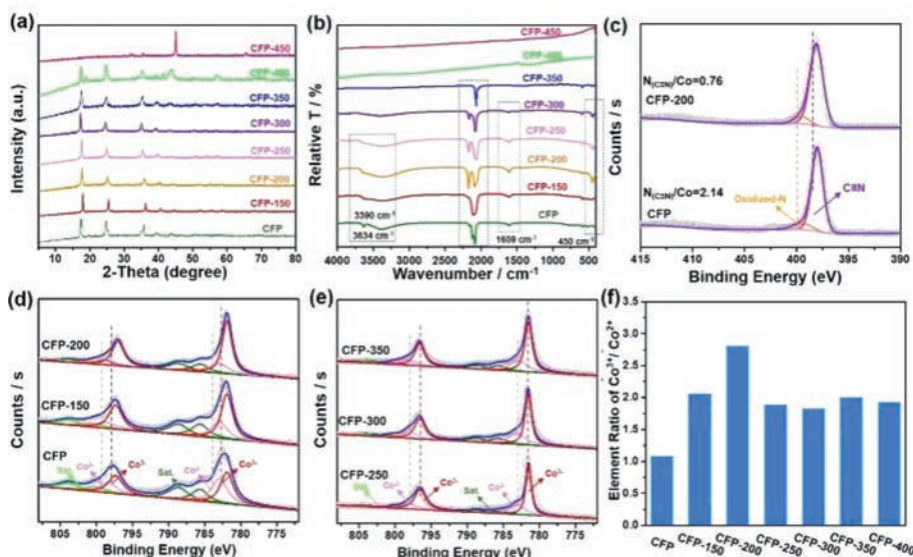 (a)
CFP-450
CFP-400
CFP-350
CFP-300
CFP-250
CFP-200
CFP-150
CFP
Intensity (a.u.)
10 20 30 40 50 60 70 80
2-Theta (degree)
(b)
CFP-450
CFP-400
CFP-350
CFP-300
CFP-250
CFP-200
CFP-150
CFP
3390 cm⁻¹
3634 cm⁻¹
1609 cm⁻¹
450 cm⁻¹
Relative T / %
4000 3500 3000 2500 2000 1500 1000 500
Wavenumber / cm⁻¹
(c)
N(C≡N)/Co=0.76
CFP-200
N(C≡N)/Co=2.14
CFP
Oxidized-N
C≡N
Counts / s
415 410 405 400 395 390
Binding Energy (eV)
(d)
CFP-200
CFP-150
CFP
Sat.
Counts / s
805 800 795 790 785 780 775
Binding Energy (eV)
(e)
CFP-350
CFP-300
CFP-250
Sat.
Counts / s
805 800 795 790 785 780 775
Binding Energy (eV)
(f)
Element Ratio of Co³⁺/ Co²⁺
3.5
3.0
2.5
2.0
1.5
1.0
0.5
0.0
CFP
CFP-150
CFP-200
CFP-250
CFP-300
CFP-350
CFP-400